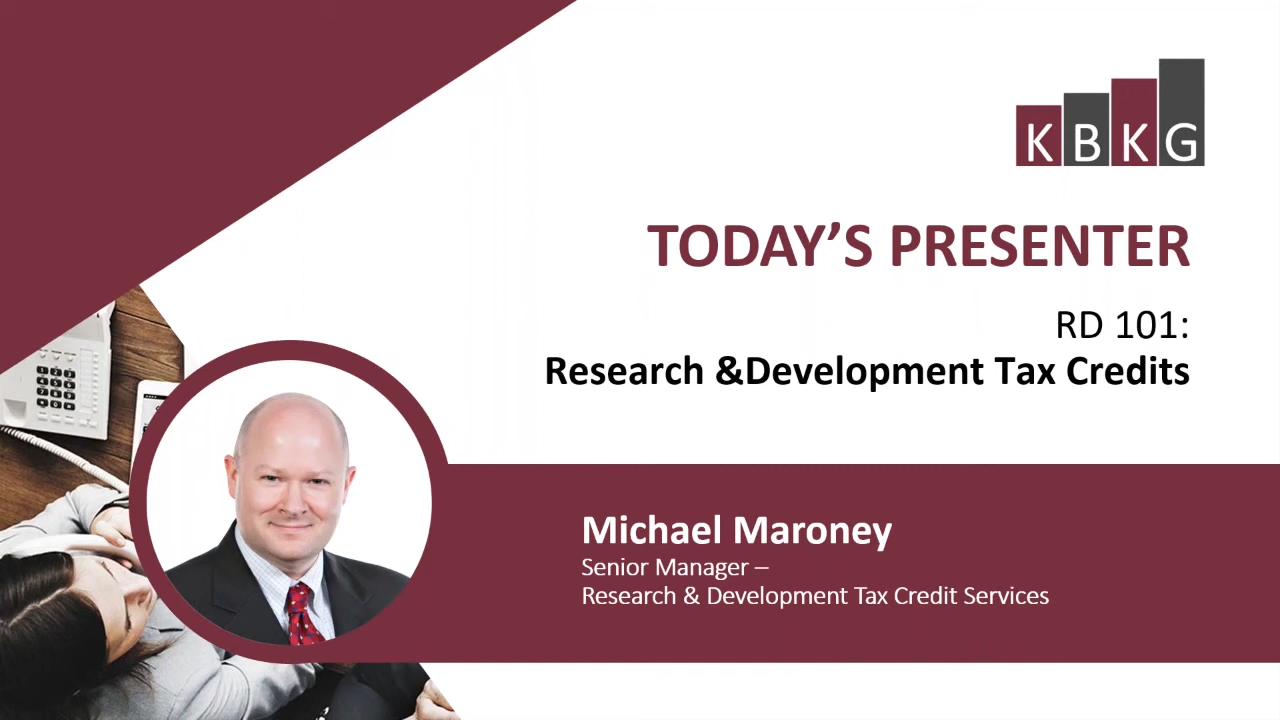 KBKG
TODAY’S PRESENTER
RD 101:
Research &Development Tax Credits
Michael Maroney
Senior Manager –
Research & Development Tax Credit Services